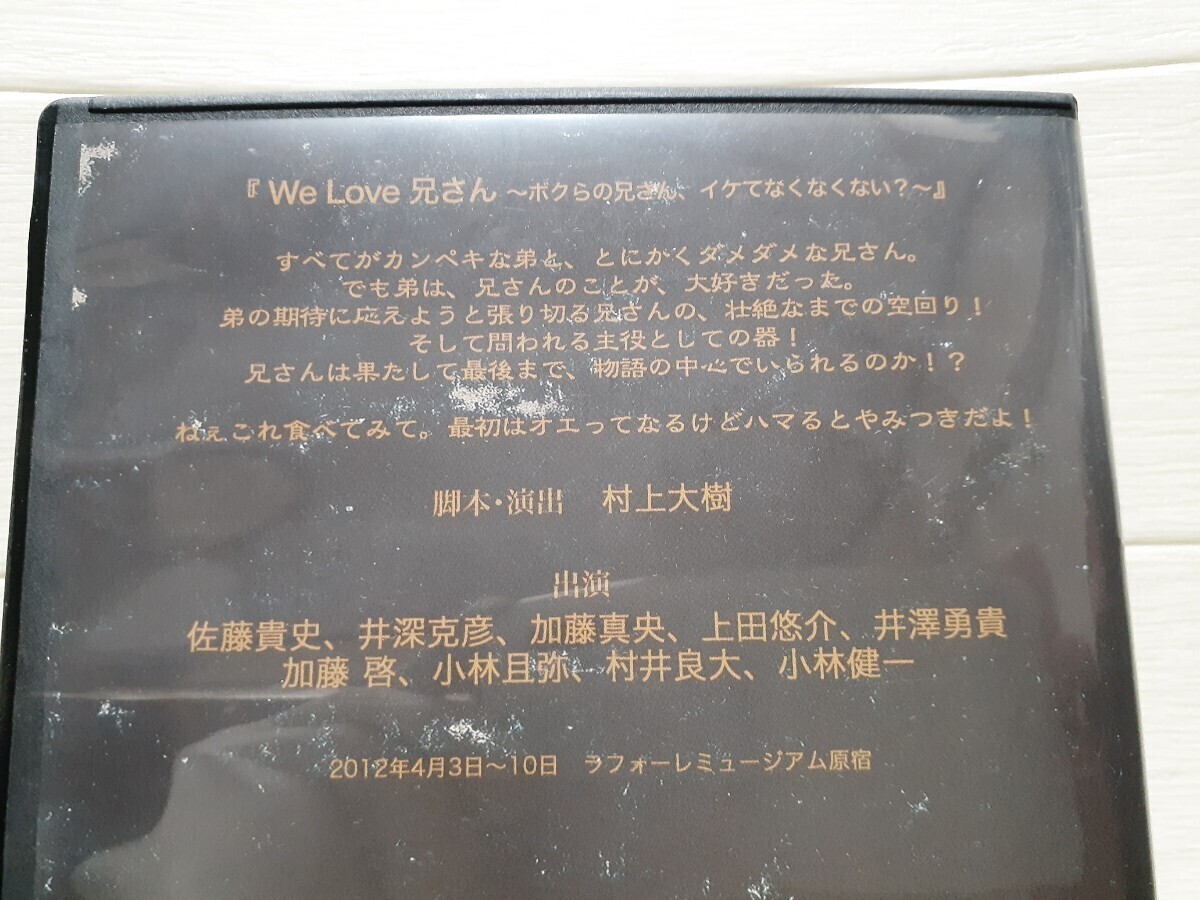 『 We Love 兄さん ～ボクらの兄さん、イケてなくなくない？～』
すべてがカンペキな弟と、とにかくダメダメな兄さん。
でも弟は、兄さんのことが、大好きだった。
弟の期待に応えようと張り切る兄さんの、壮絶なまでの空回り！
そして問われる主役としての器！
兄さんは果たして最後まで、物語の中心でいられるのか！？
ねぇこれ食べてみて。最初はオエってなるけどハマるとやみつきだよ！
脚本・演出　村上大樹
出演
佐藤貴史、井深克彦、加藤真央、上田悠介、井澤勇貴
加藤 啓、小林且弥、村井良大、小林健一
2012年4月3日～10日　ラフォーレミュージアム原宿